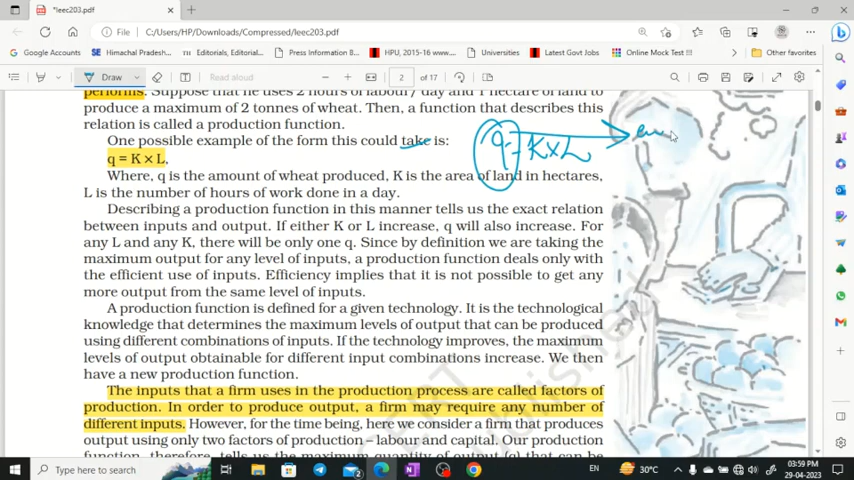 *leec303.pdf
C:/Users/HP/Downloads/Compressed/leec203.pdf
Google Accounts Himachal Pradesh... Editorials, Editorial... Press Information B... HPU, 2015-16 www.... Universities Latest Govt Jobs Online Mock Test !!! Other favorites
Draw Read aloud 2 of 17
performs. Suppose that he uses 2 hours of labour/ day and 1 hectare of land to
produce a maximum of 2 tonnes of wheat. Then, a function that describes this
relation is called a production function.
One possible example of the form this could take is:
q = K × L,
q = K×L
Where, q is the amount of wheat produced, K is the area of land in hectares,
L is the number of hours of work done in a day.
Describing a production function in this manner tells us the exact relation
between inputs and output. If either K or L increase, q will also increase. For
any L and any K, there will be only one q. Since by definition we are taking the
maximum output for any level of inputs, a production function deals only with
the efficient use of inputs. Efficiency implies that it is not possible to get any
more output from the same level of inputs.
A production function is defined for a given technology. It is the technological
knowledge that determines the maximum levels of output that can be produced
using different combinations of inputs. If the technology improves, the maximum
levels of output obtainable for different input combinations increase. We then
have a new production function.
The inputs that a firm uses in the production process are called factors of
production. In order to produce output, a firm may require any number of
different inputs. However, for the time being, here we consider a firm that produces
output using only two factors of production – labour and capital. Our production
function, therefore, tells us the maximum quantity of output (q) that can be
Type here to search
2
30°C
EN
03:59 PM
29-04-2023